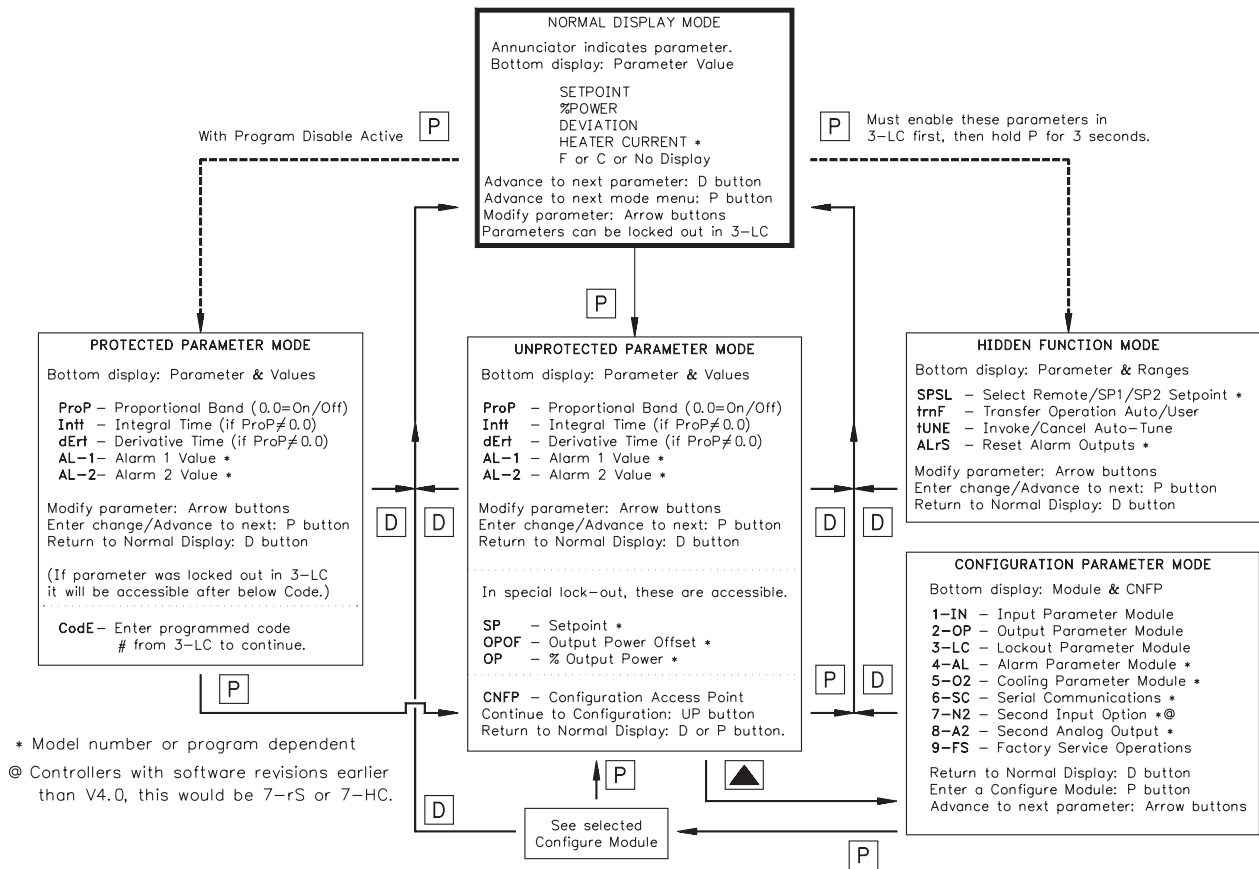 NORMAL DISPLAY MODE
Annunciator indicates parameter.
Bottom display: Parameter Value
SETPOINT
%POWER
DEVIATION
HEATER CURRENT *
F or C or No Display
Advance to next parameter: D button
Advance to next mode menu: P button
Modify parameter: Arrow buttons
Parameters can be locked out in 3-LC
With Program Disable Active
P
P
Must enable these parameters in
3-LC first, then hold P for 3 seconds.
P
PROTECTED PARAMETER MODE
Bottom display: Parameter & Values
ProP - Proportional Band (0.0=On/Off)
Intt - Integral Time (if ProP≠0.0)
dErt - Derivative Time (if ProP≠0.0)
AL-1- Alarm 1 Value *
AL-2- Alarm 2 Value *
Modify parameter: Arrow buttons
Enter change/Advance to next: P button
Return to Normal Display: D button
(If parameter was locked out in 3-LC
it will be accessible after below Code.)
CodE- Enter programmed code
# from 3-LC to continue.
P
D
D
UNPROTECTED PARAMETER MODE
Bottom display: Parameter & Values
ProP - Proportional Band (0.0=On/Off)
Intt - Integral Time (if ProP≠0.0)
dErt - Derivative Time (if ProP≠0.0)
AL-1 - Alarm 1 Value *
AL-2 - Alarm 2 Value *
Modify parameter: Arrow buttons
Enter change/Advance to next: P button
Return to Normal Display: D button
In special lock-out, these are accessible.
SP - Setpoint *
OPOF - Output Power Offset *
OP - % Output Power *
CNFP - Configuration Access Point
Continue to Configuration: UP button
Return to Normal Display: D or P button.
D
D
P
D
HIDDEN FUNCTION MODE
Bottom display: Parameter & Ranges
SPSL - Select Remote/SP1/SP2 Setpoint *
trnF - Transfer Operation Auto/User
tUNE - Invoke/Cancel Auto-Tune
ALrS - Reset Alarm Outputs *
Modify parameter: Arrow buttons
Enter change/Advance to next: P button
Return to Normal Display: D button
CONFIGURATION PARAMETER MODE
Bottom display: Module & CNFP
1-IN - Input Parameter Module
2-OP - Output Parameter Module
3-LC - Lockout Parameter Module
4-AL - Alarm Parameter Module *
5-O2 - Cooling Parameter Module *
6-SC - Serial Communications *
7-N2 - Second Input Option *@
8-A2 - Second Analog Output *
9-FS - Factory Service Operations
Return to Normal Display: D button
Enter a Configure Module: P button
Advance to next parameter: Arrow buttons
* Model number or program dependent
@ Controllers with software revisions earlier
than V4.0, this would be 7-rS or 7-HC.
D
P
See selected
Configure Module
P